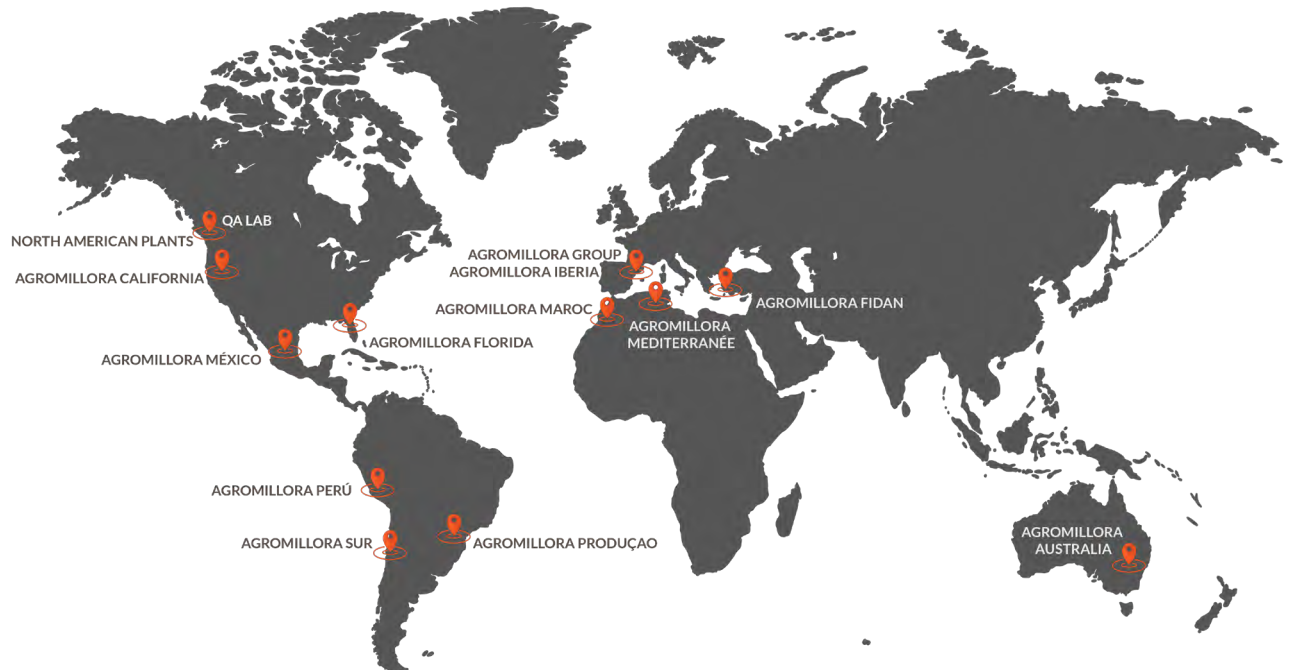 QA LAB
NORTH AMERICAN PLANTS
AGROMILLORA CALIFORNIA
AGROMILLORA FLORIDA
AGROMILLORA MÉXICO
AGROMILLORA GROUP
AGROMILLORA IBERIA
AGROMILLORA MAROC
AGROMILLORA
MEDITERRANÉE
AGROMILLORA FIDAN
AGROMILLORA PERÚ
AGROMILLORA SUR
AGROMILLORA PRODUÇAO
AGROMILLORA
AUSTRALIA